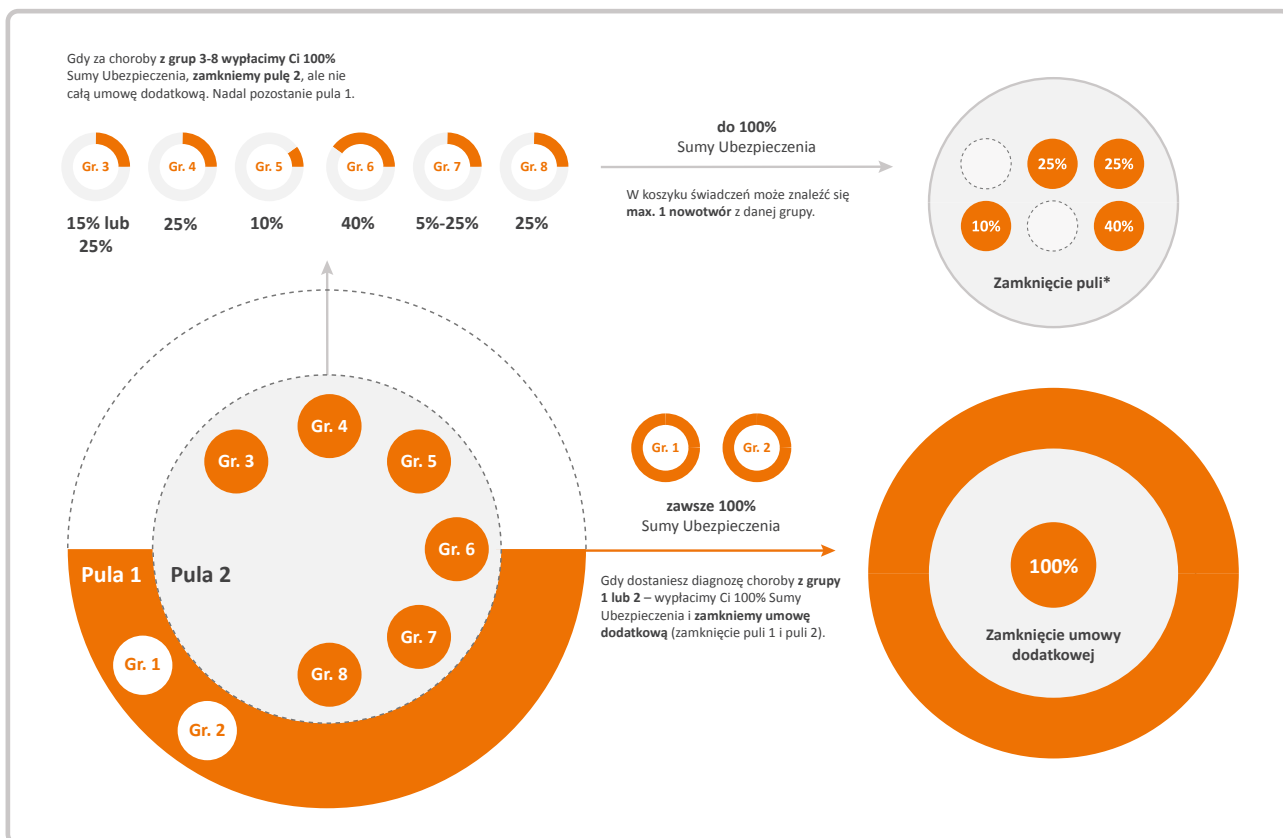 Gdy za choroby z grup 3-8 wypłacimy Ci 100%
Sumy Ubezpieczenia, zamkniemy pulę 2, ale nie
całą umowę dodatkową. Nadal pozostanie pula 1.
Gr. 3
Gr. 4
Gr. 5
Gr. 6
Gr. 7
Gr. 8
15% lub
25%
25%
10%
40%
5%-25%
25%
do 100%
Sumy Ubezpieczenia
W koszyku świadczeń może znaleźć się
max. 1 nowotwór z danej grupy.
25%
25%
10%
40%
Zamknięcie puli*
Pula 1
Pula 2
Gr. 3
Gr. 4
Gr. 5
Gr. 6
Gr. 7
Gr. 8
Gr. 1
Gr. 2
Gr. 1
Gr. 2
zawsze 100%
Sumy Ubezpieczenia
Gdy dostaniesz diagnozę choroby z grupy
1 lub 2 – wypłacimy Ci 100% Sumy
Ubezpieczenia i zamkniemy umowę
dodatkową (zamknięcie puli 1 i puli 2).
100%
Zamknięcie umowy
dodatkowej